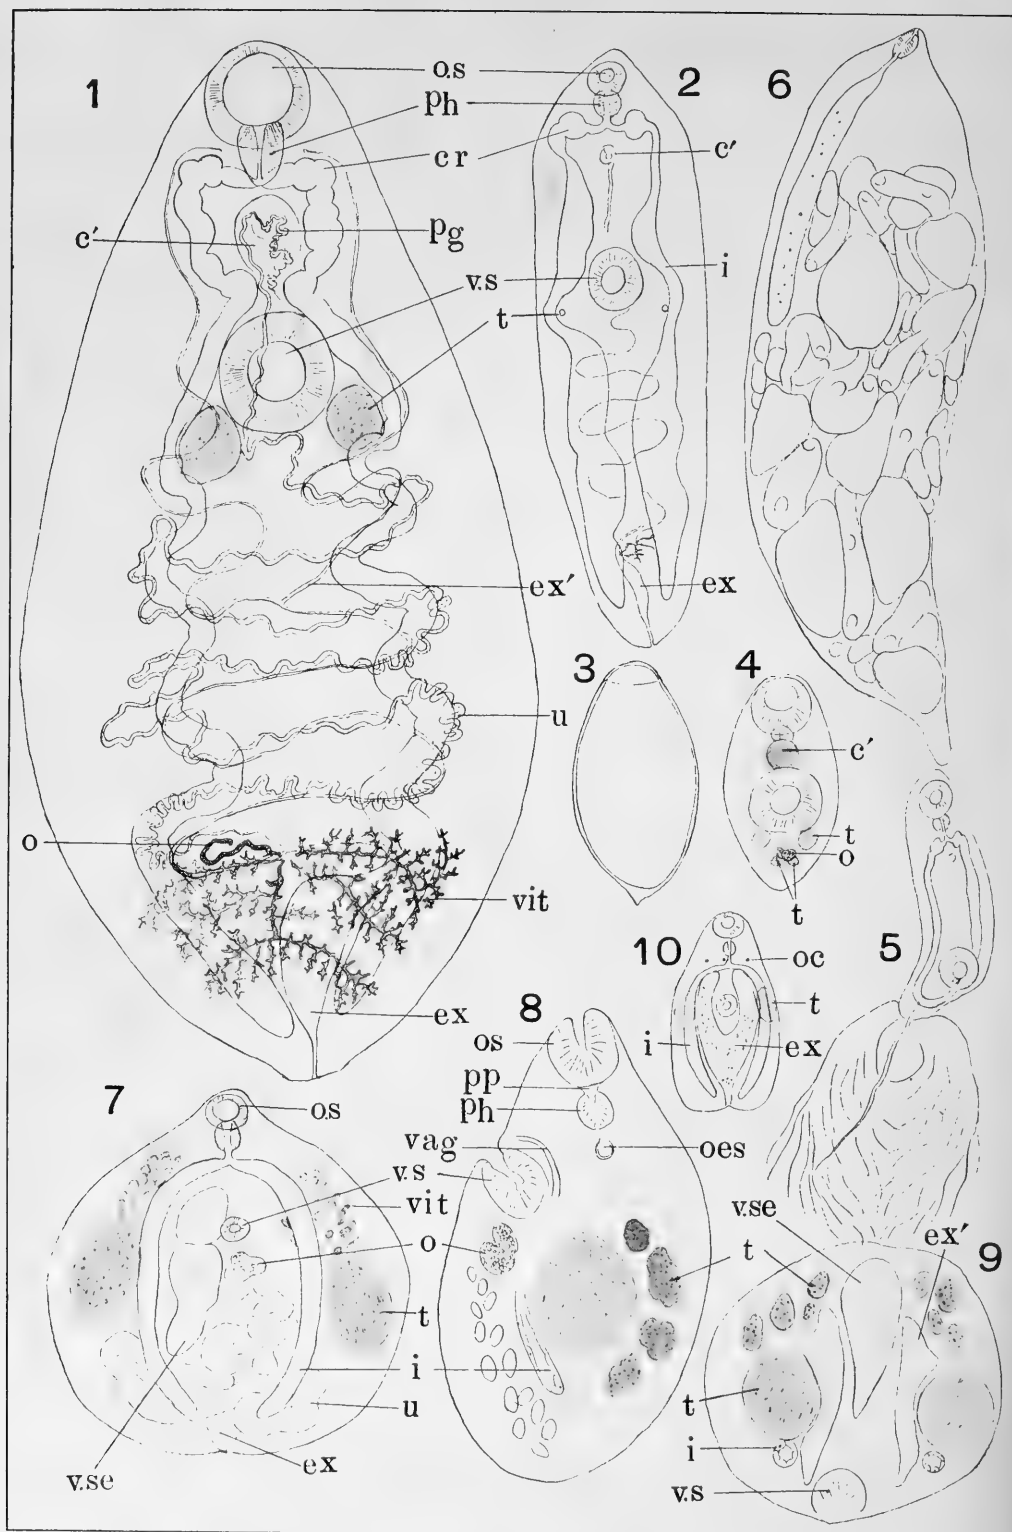 1
o.s
2
6
ph
cr
c′
c′
pg
v.s
i
t
ex′
ex
3
4
u
c′
t
o
o
t
vit
10
oc
5
t
ex
8
i
ex
os
7
o.s
pp
ph
vag
oes
v.s
vit
v.se
ex′
9
o
t
t
i
t
u
i
v.se
ex
v.s